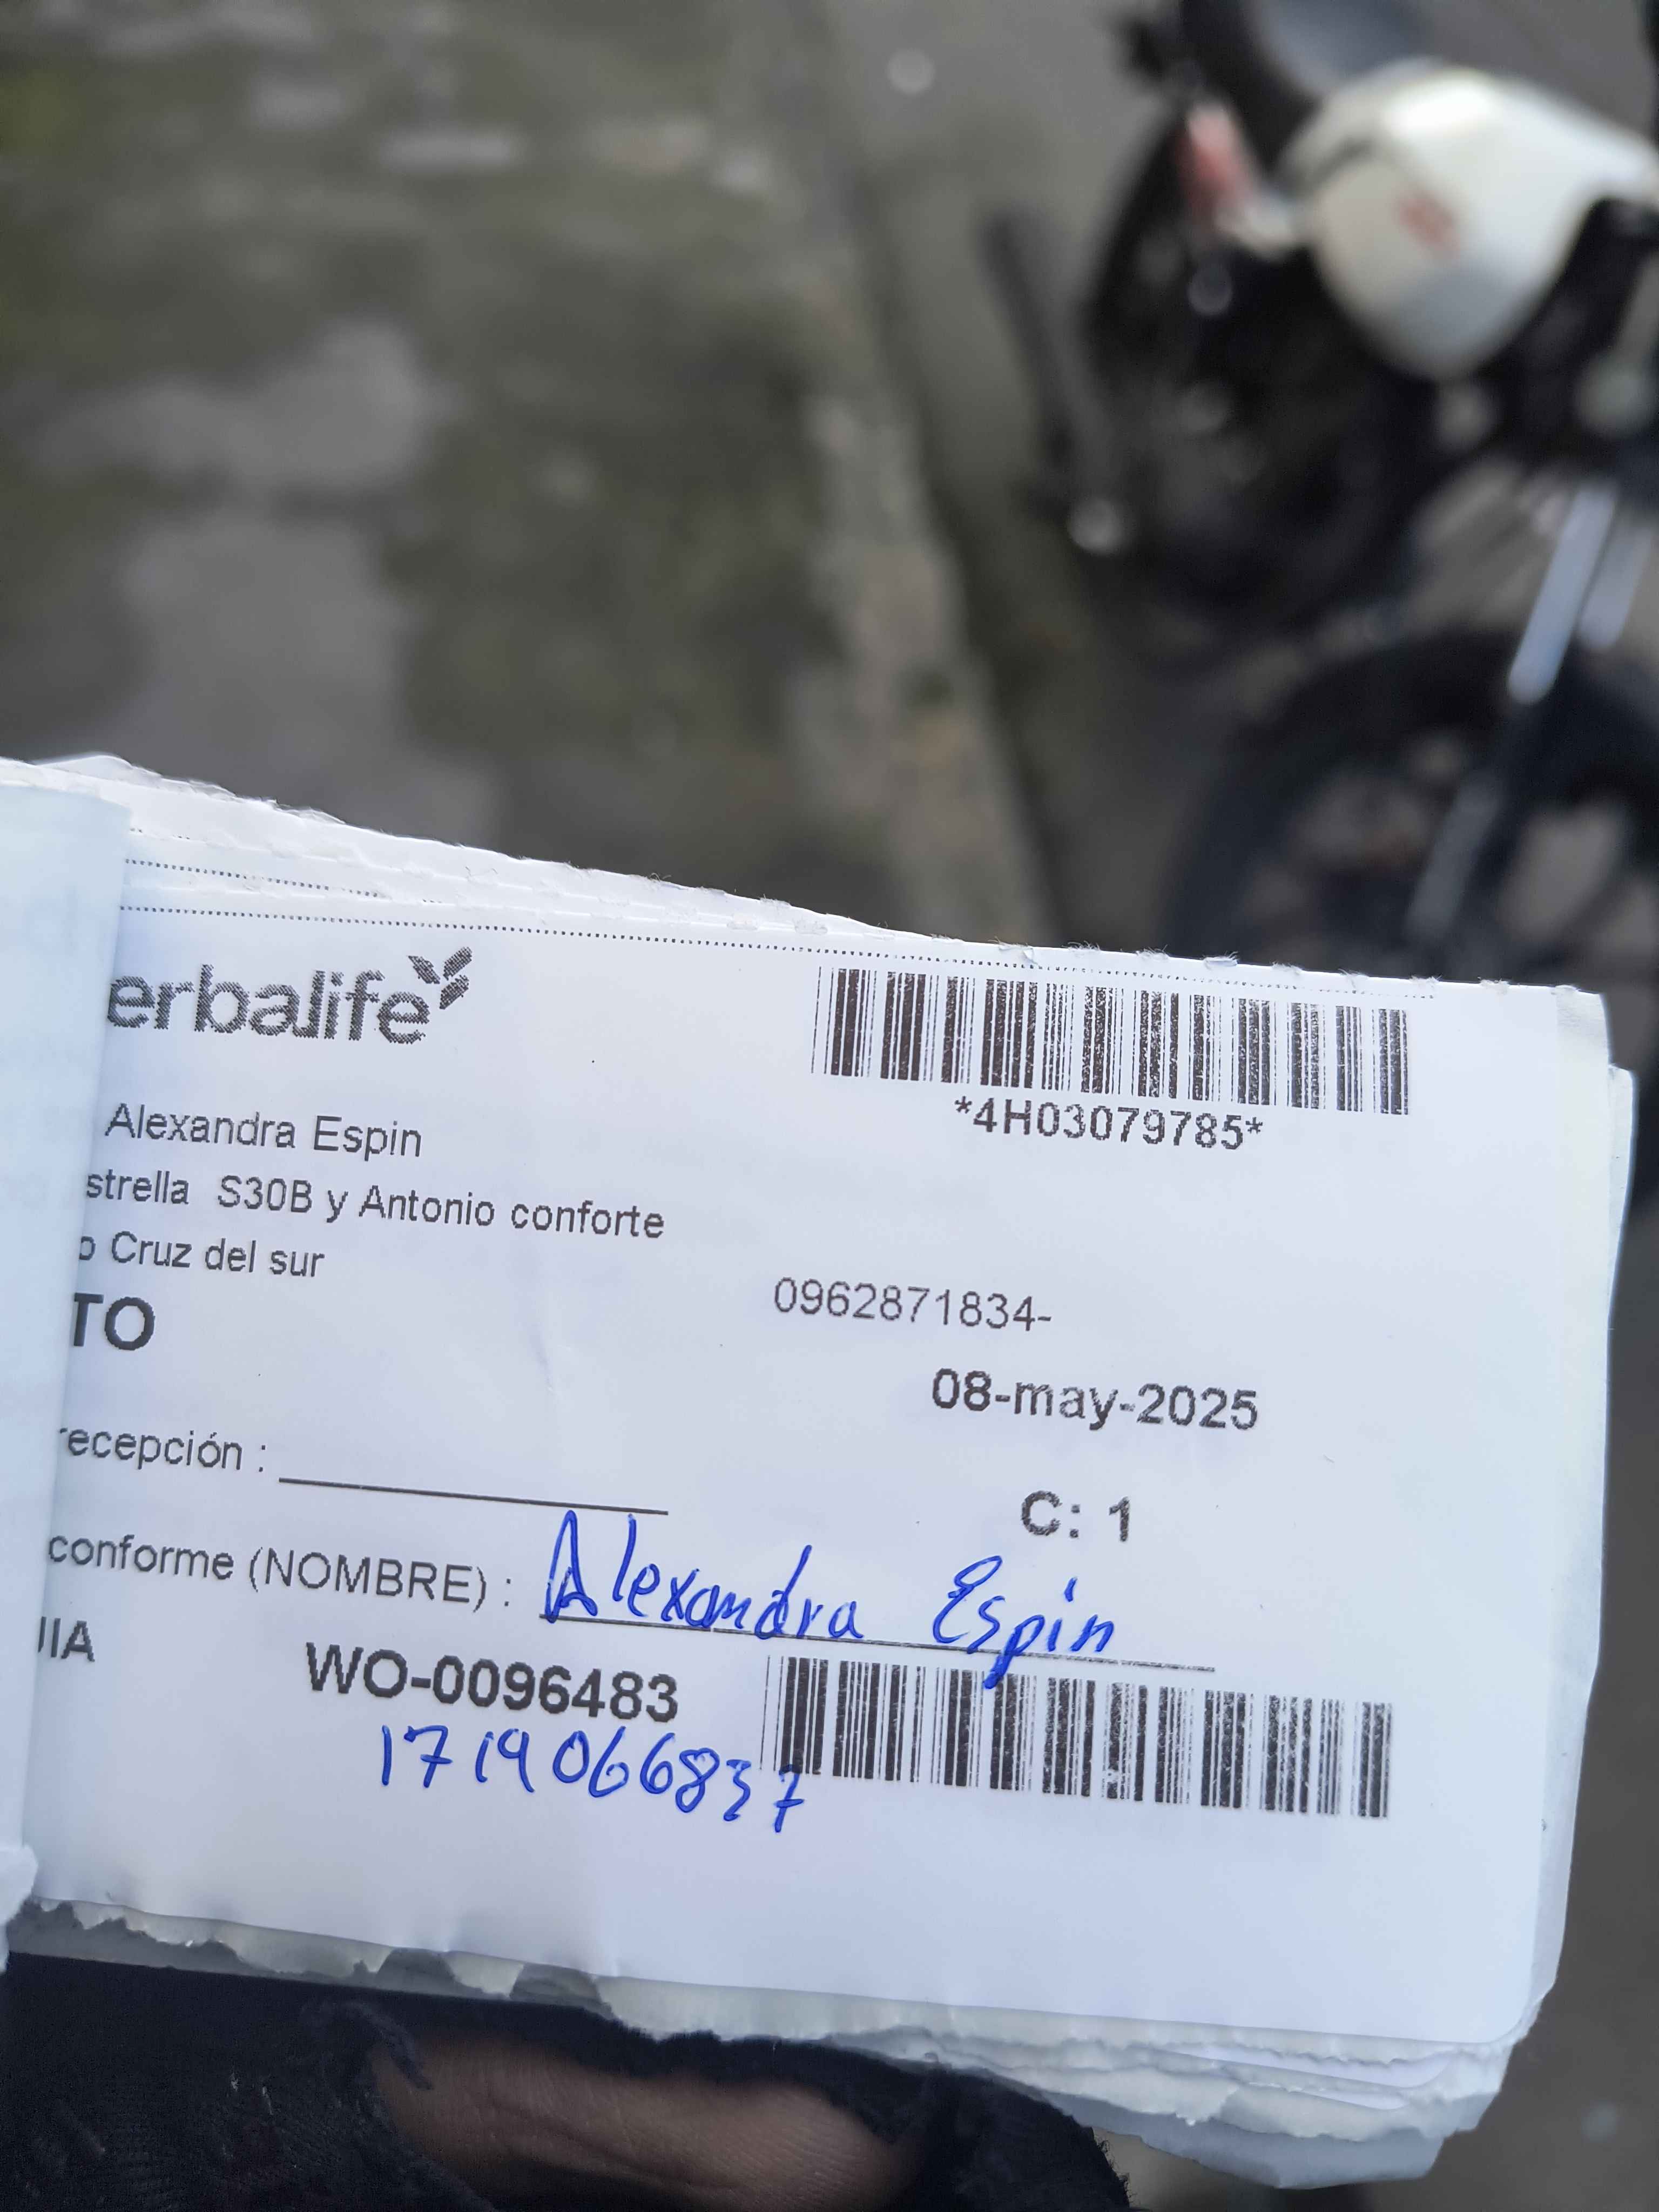 erbalife
*4H03079785*
Alexandra Espin
strella S30B y Antonio conforte
o Cruz del sur
0962871834-
TO
08-may-2025
recepción :
C: 1
conforme (NOMBRE) : Alexandra Espin
IIA
WO-0096483
1719066837